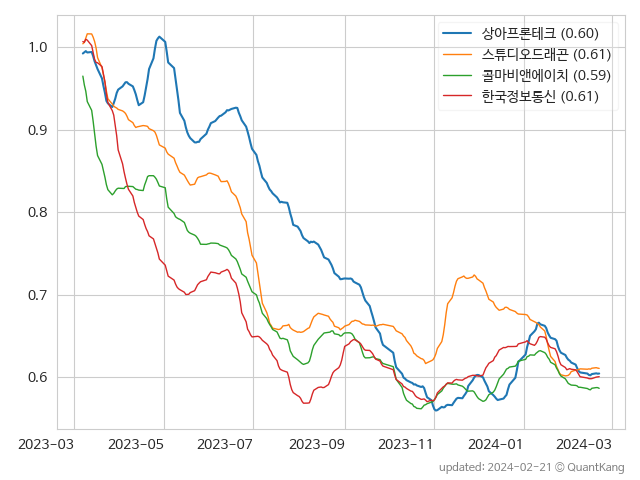 상아프론테크 (0.60)
스튜디오드래곤 (0.61)
콜마비앤에이치 (0.59)
한국정보통신 (0.61)
1.0
0.9
0.8
0.7
0.6
2023-03 2023-05 2023-07 2023-09 2023-11 2024-01 2024-03
updated: 2024-02-21 © QuantKang